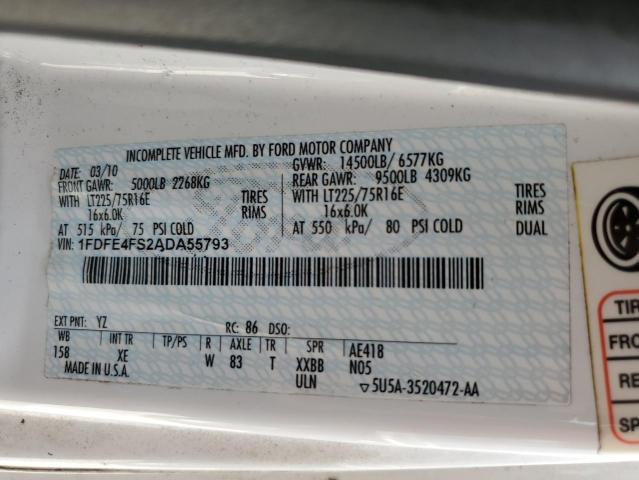 INCOMPLETE VEHICLE MFD. BY FORD MOTOR COMPANY
DATE: 03/10 GVWR: 14500LB/ 6577KG
FRONT GAWR: 5000LB 2268KG REAR GAWR: 9500LB 4309KG
WITH LT225/75R16E TIRES WITH LT225/75R16E TIRES
16x6.0K RIMS 16x6.0K RIMS
AT 515 kPa/ 75 PSI COLD AT 550 kPa/ 80 PSI COLD DUAL
VIN: 1FDFE4FS2ADA55793
EXT PNT: YZ RC: 86 DSO:
WB INT TR TP/PS R AXLE TR SPR AE418
158 XE W 83 T XXBB N05
MADE IN U.S.A. ULN ▽5U5A-3520472-AA
TIR
FRO
RE
SP